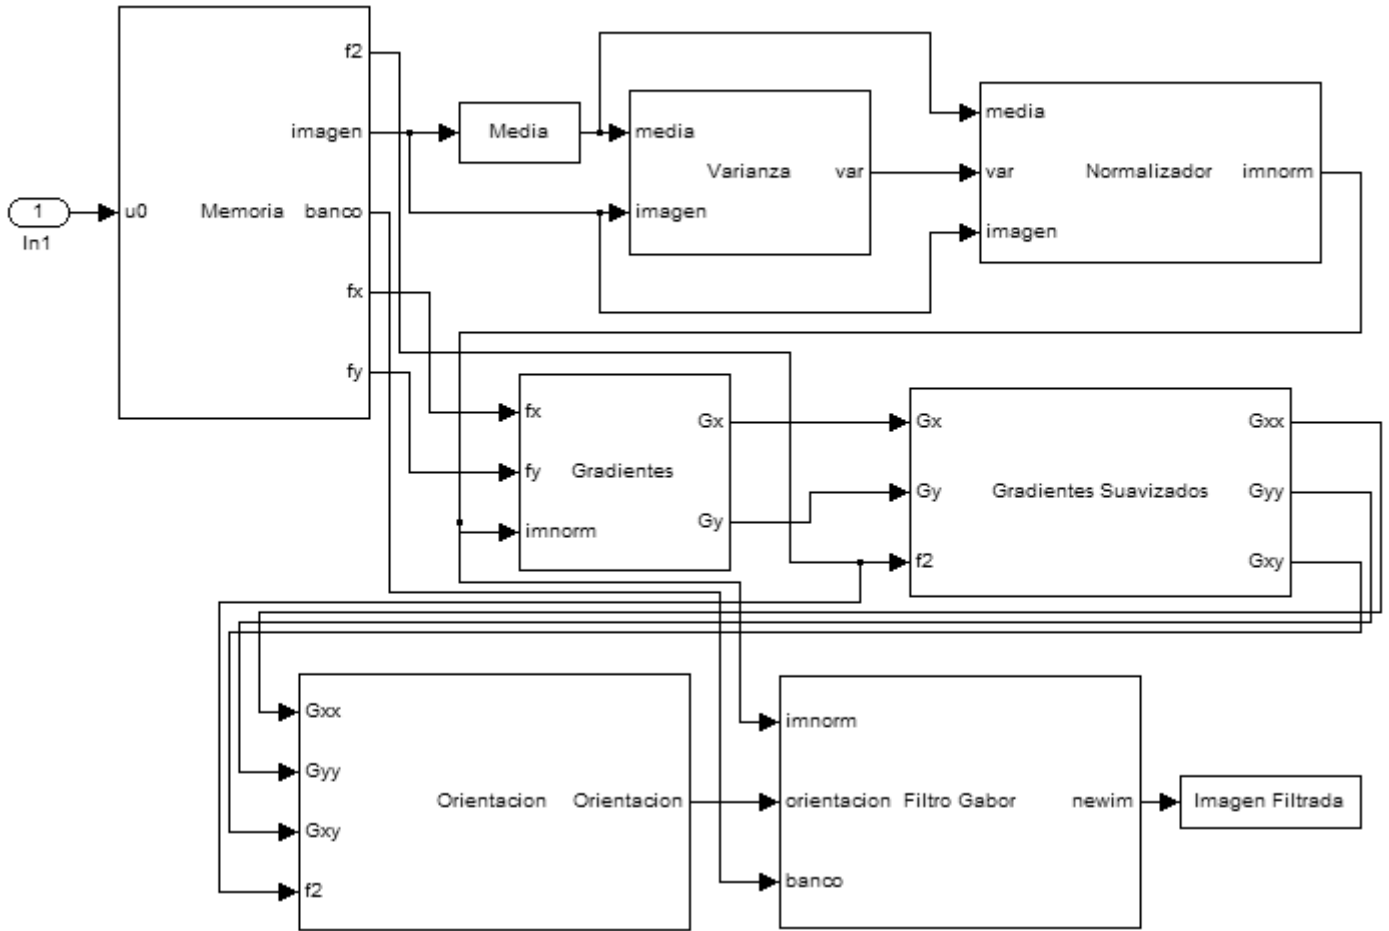 1
In1
u0
Memoria
f2
imagen
banco
fx
fy
Media
media
imagen
Varianza
var
media
var
imagen
Normalizador
imnorm
fx
fy
imnorm
Gradientes
Gx
Gy
Gx
Gy
f2
Gradientes Suavizados
Gxx
Gyy
Gxy
Gxx
Gyy
Gxy
f2
Orientacion
Orientacion
imnorm
orientacion
banco
Filtro Gabor
newim
Imagen Filtrada